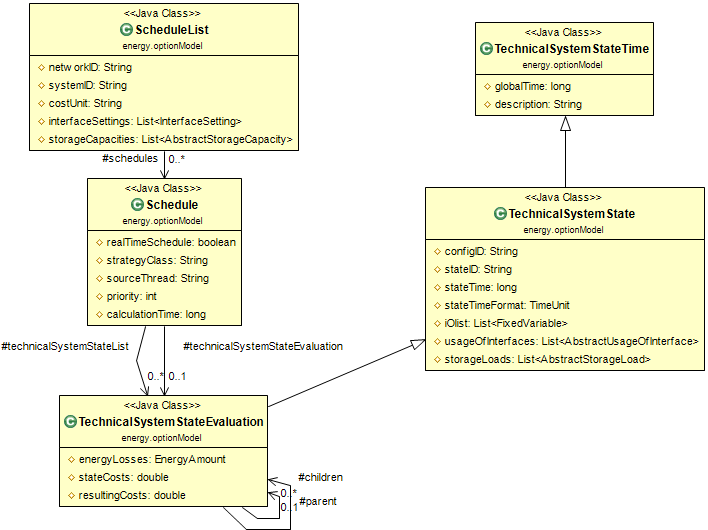 <<Java Class>>
ScheduleList
energy.optionModel
networkID: String
systemID: String
costUnit: String
interfaceSettings: List<InterfaceSetting>
storageCapacities: List<AbstractStorageCapacity>
#schedules
0..*
<<Java Class>>
Schedule
energy.optionModel
realTimeSchedule: boolean
strategyClass: String
sourceThread: String
priority: int
calculationTime: long
#technicalSystemStateList
0..*
#technicalSystemStateEvaluation
0..1
<<Java Class>>
TechnicalSystemStateEvaluation
energy.optionModel
energyLosses: EnergyAmount
stateCosts: double
resultingCosts: double
#children
0..*
#parent
0..1
<<Java Class>>
TechnicalSystemStateTime
energy.optionModel
globalTime: long
description: String
<<Java Class>>
TechnicalSystemState
energy.optionModel
configID: String
stateID: String
stateTime: long
stateTimeFormat: TimeUnit
iOlist: List<FixedVariable>
usageOfInterfaces: List<AbstractUsageOfInterface>
storageLoads: List<AbstractStorageLoad>